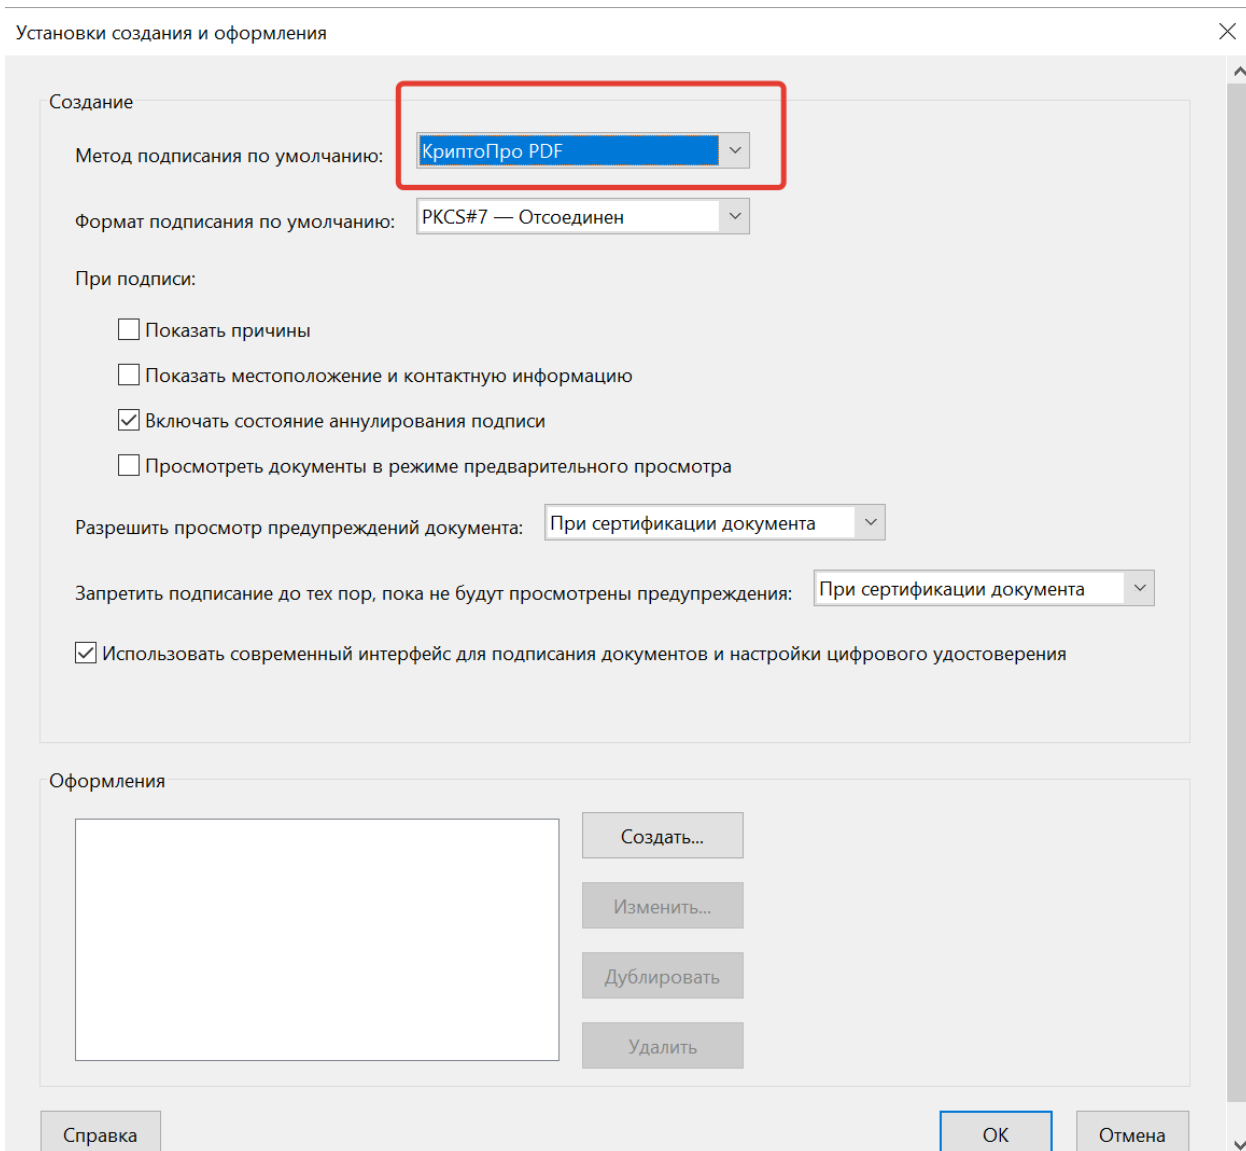 Установки создания и оформления
Создание
Метод подписания по умолчанию: КриптоПро PDF
Формат подписания по умолчанию: PKCS#7 — Отсоединен
При подписи:
Показать причины
Показать местоположение и контактную информацию
Включать состояние аннулирования подписи
Просмотреть документы в режиме предварительного просмотра
Разрешить просмотр предупреждений документа: При сертификации документа
Запретить подписание до тех пор, пока не будут просмотрены предупреждения: При сертификации документа
Использовать современный интерфейс для подписания документов и настройки цифрового удостоверения
Оформления
Создать...
Изменить...
Дублировать
Удалить
Справка OK Отмена